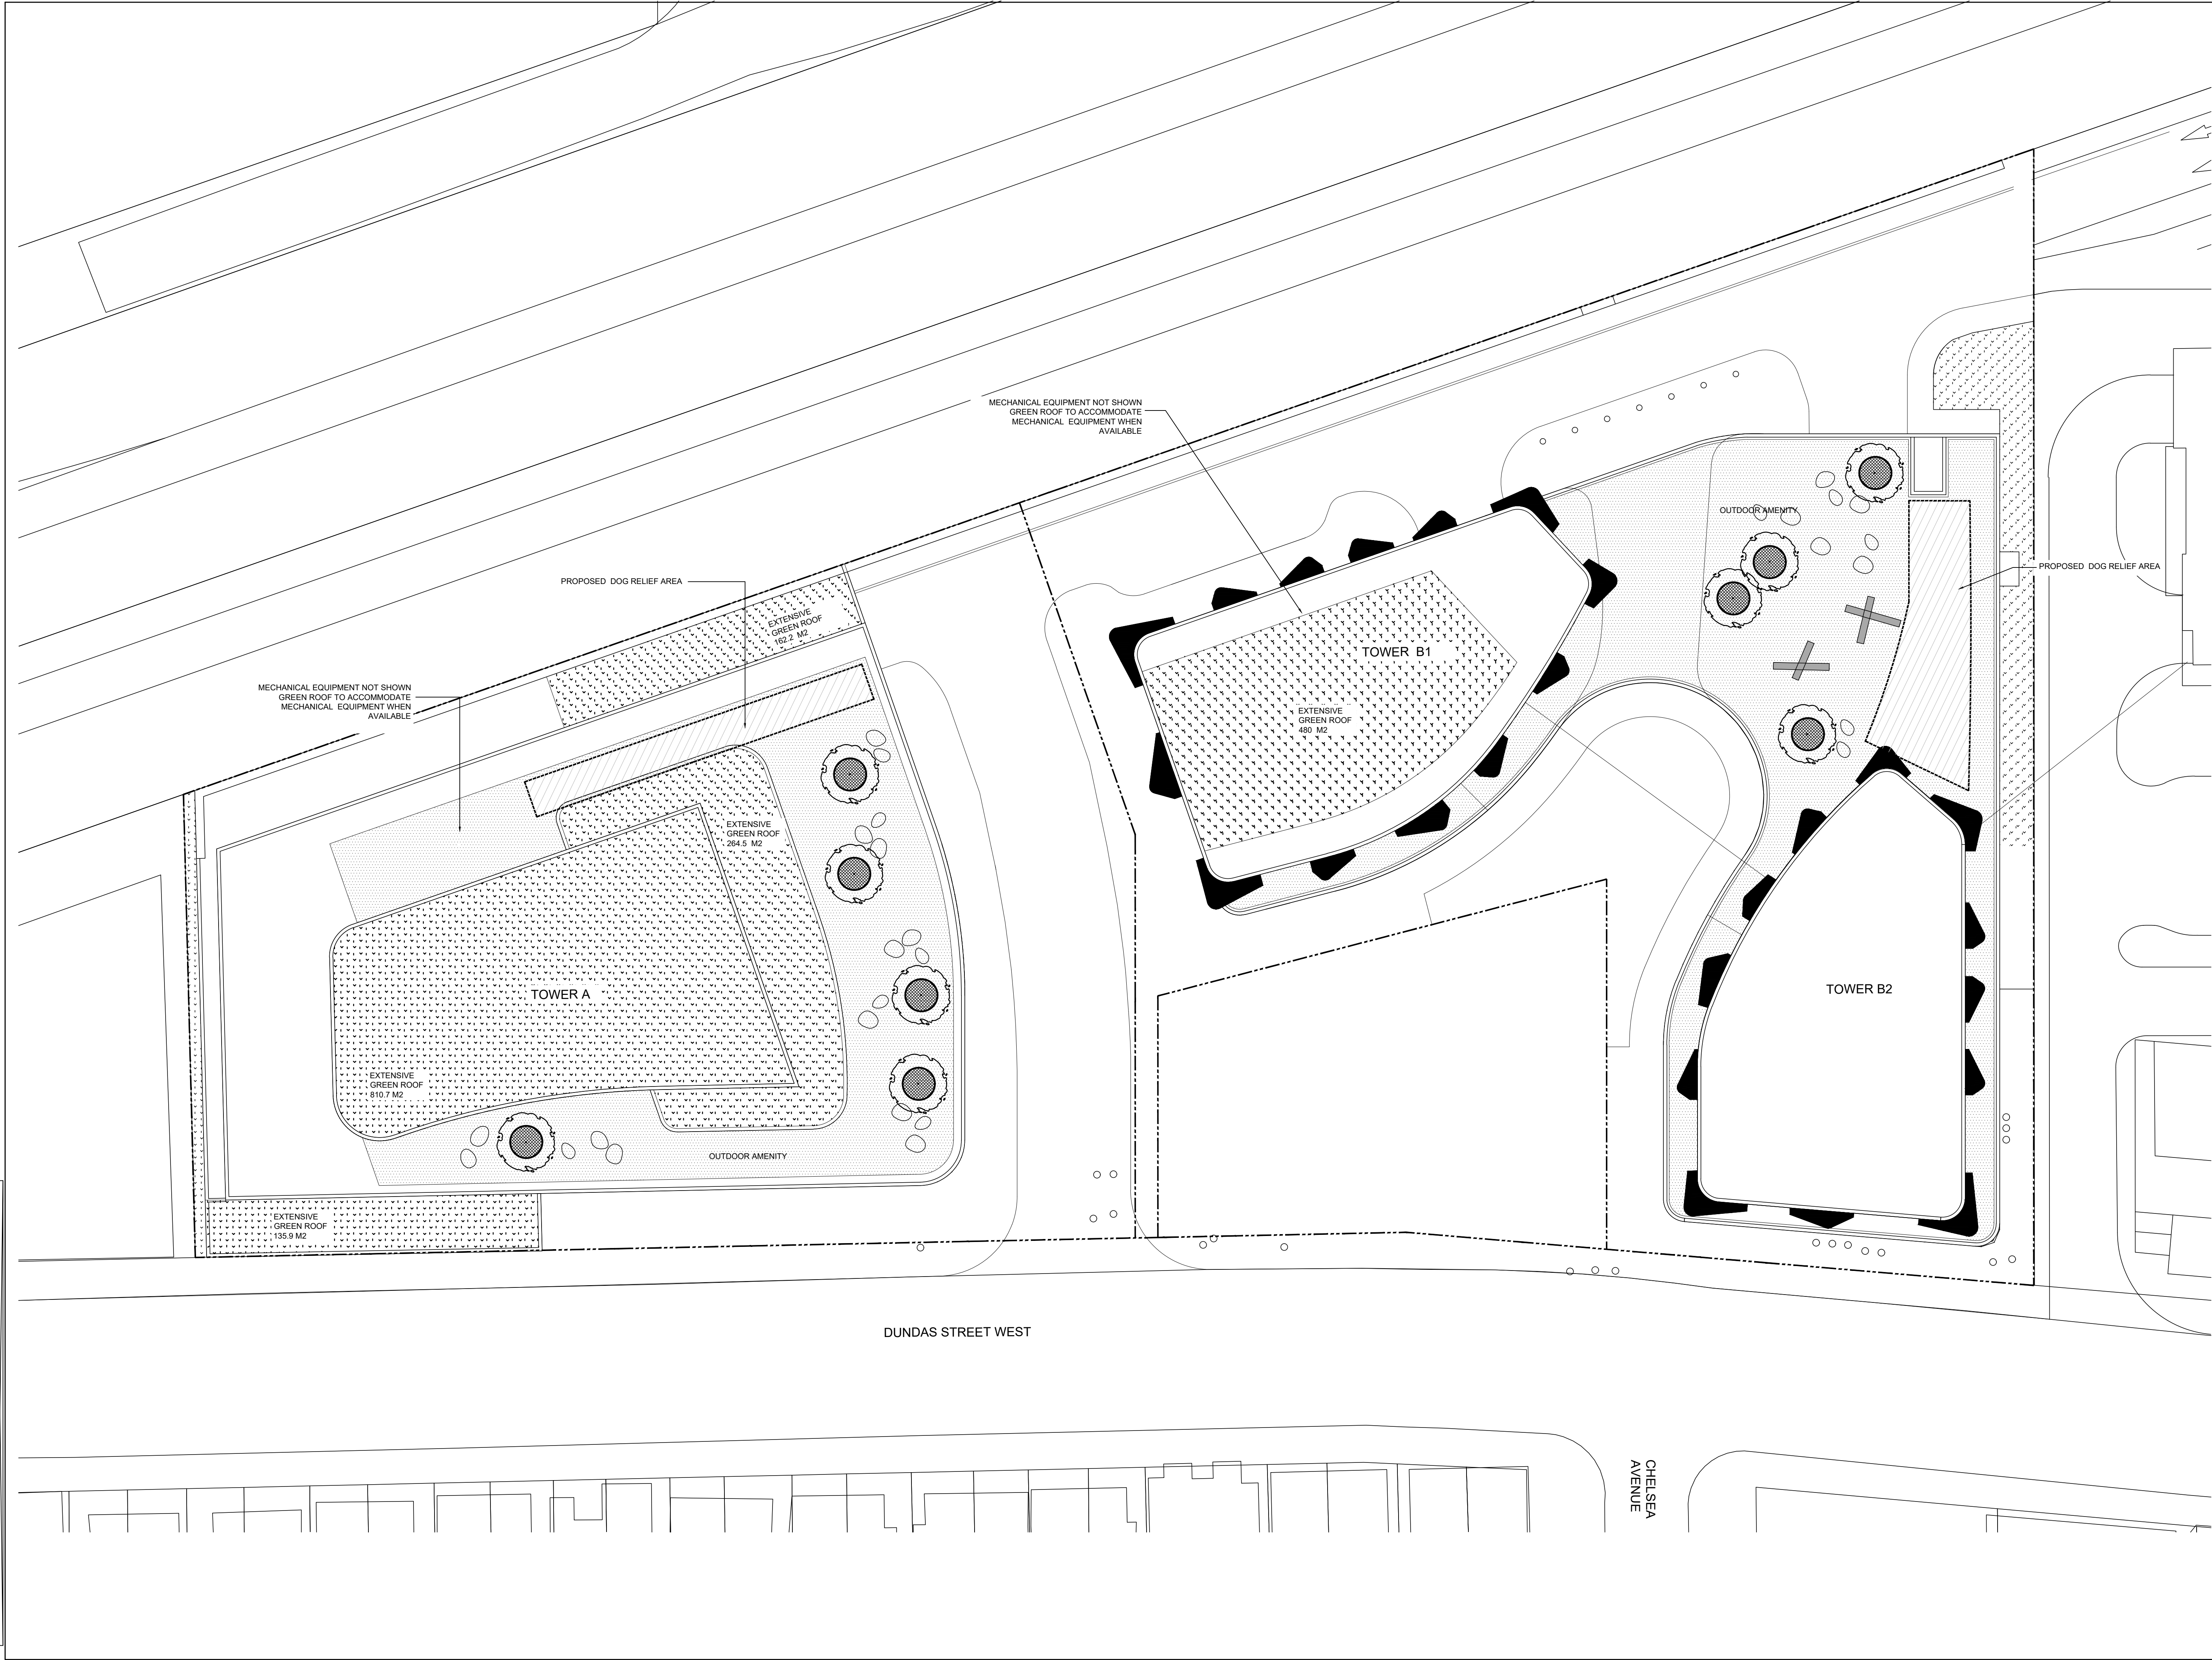 MECHANICAL EQUIPMENT NOT SHOWN
GREEN ROOF TO ACCOMMODATE
MECHANICAL EQUIPMENT WHEN
AVAILABLE
OUTDOOR AMENITY
PROPOSED DOG RELIEF AREA
PROPOSED DOG RELIEF AREA
EXTENSIVE
GREEN ROOF
162.2 M2
TOWER B1
MECHANICAL EQUIPMENT NOT SHOWN
GREEN ROOF TO ACCOMMODATE
MECHANICAL EQUIPMENT WHEN
AVAILABLE
EXTENSIVE
GREEN ROOF
480 M2
EXTENSIVE
GREEN ROOF
264.5 M2
TOWER A
TOWER B2
EXTENSIVE
GREEN ROOF
810.7 M2
OUTDOOR AMENITY
EXTENSIVE
GREEN ROOF
135.9 M2
DUNDAS STREET WEST
CHELSEA
AVENUE